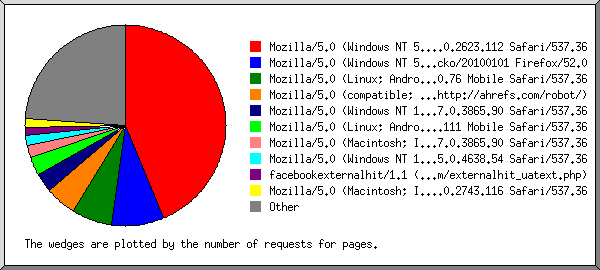 Mozilla/5.0 (Windows NT 5....0.2623.112 Safari/537.36
Mozilla/5.0 (Windows NT 5...cko/20100101 Firefox/52.0
Mozilla/5.0 (Linux; Andro...0.76 Mobile Safari/537.36
Mozilla/5.0 (compatible; ...http://ahrefs.com/robot/)
Mozilla/5.0 (Windows NT 1...7.0.3865.90 Safari/537.36
Mozilla/5.0 (Linux; Andro....111 Mobile Safari/537.36
Mozilla/5.0 (Macintosh; I...7.0.3865.90 Safari/537.36
Mozilla/5.0 (Windows NT 1...5.0.4638.54 Safari/537.36
facebookexternalhit/1.1 (...m/externalhit_uatext.php)
Mozilla/5.0 (Macintosh; I....0.2743.116 Safari/537.36
Other
The wedges are plotted by the number of requests for pages.